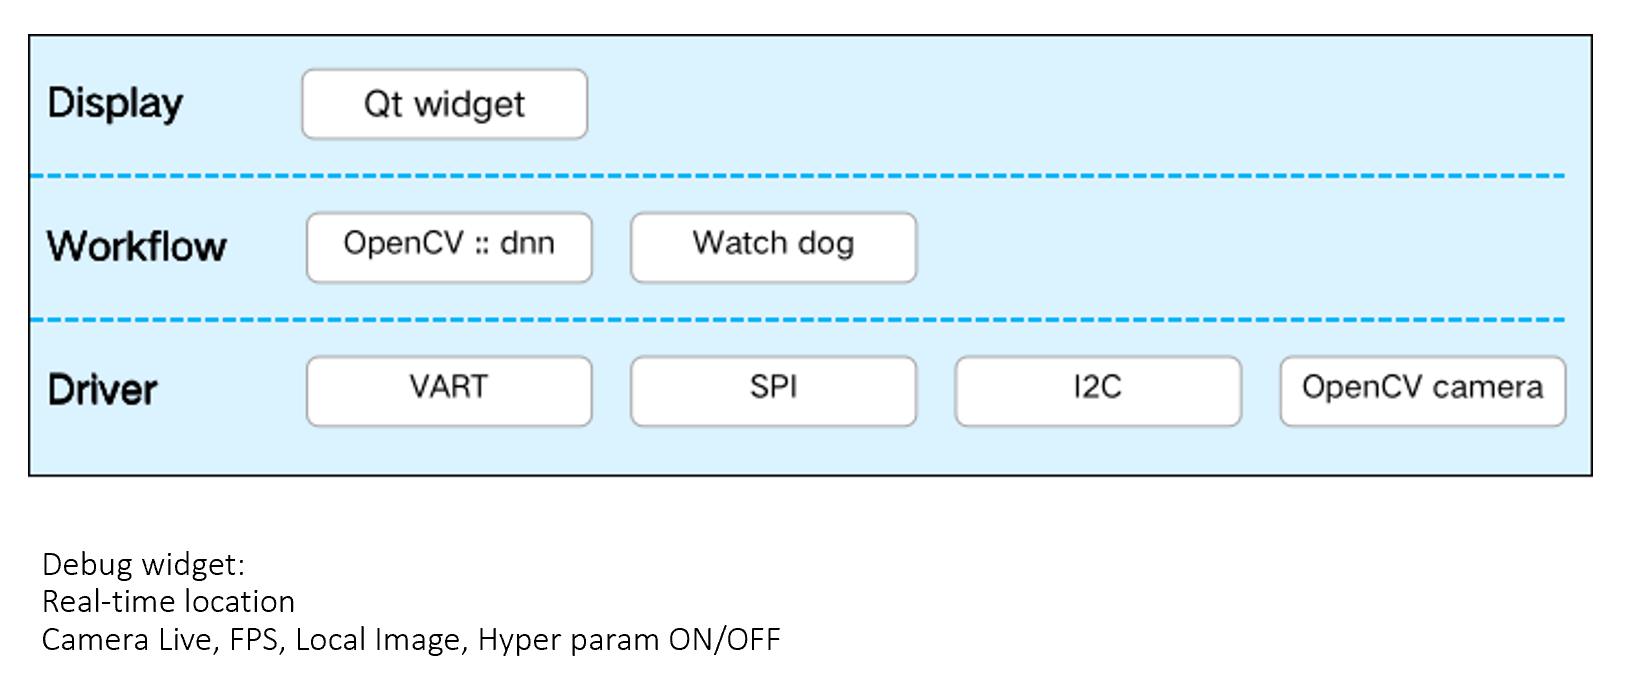 Display
Qt widget
Workflow
OpenCV :: dnn
Watch dog
Driver
VART
SPI
I2C
OpenCV camera
Debug widget:
Real-time location
Camera Live, FPS, Local Image, Hyper param ON/OFF